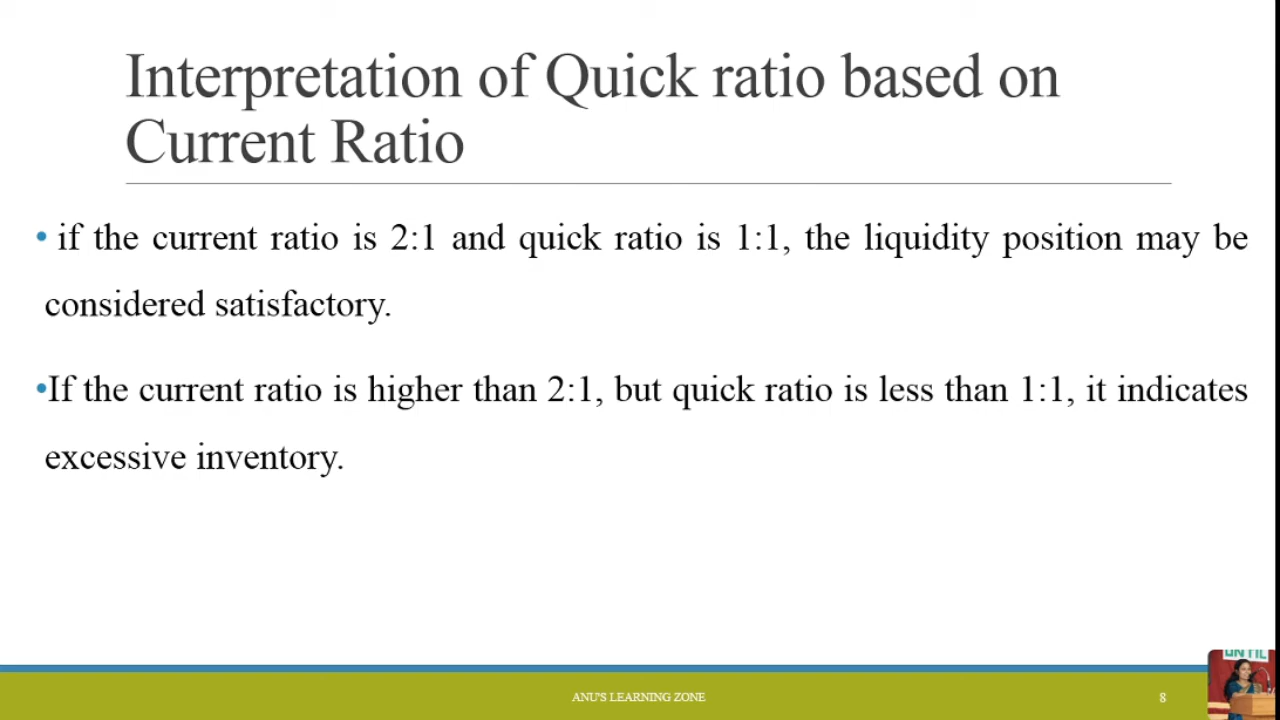 Interpretation of Quick ratio based on
Current Ratio
• if the current ratio is 2:1 and quick ratio is 1:1, the liquidity position may be
considered satisfactory.
•If the current ratio is higher than 2:1, but quick ratio is less than 1:1, it indicates
excessive inventory.
ANU'S LEARNING ZONE
8